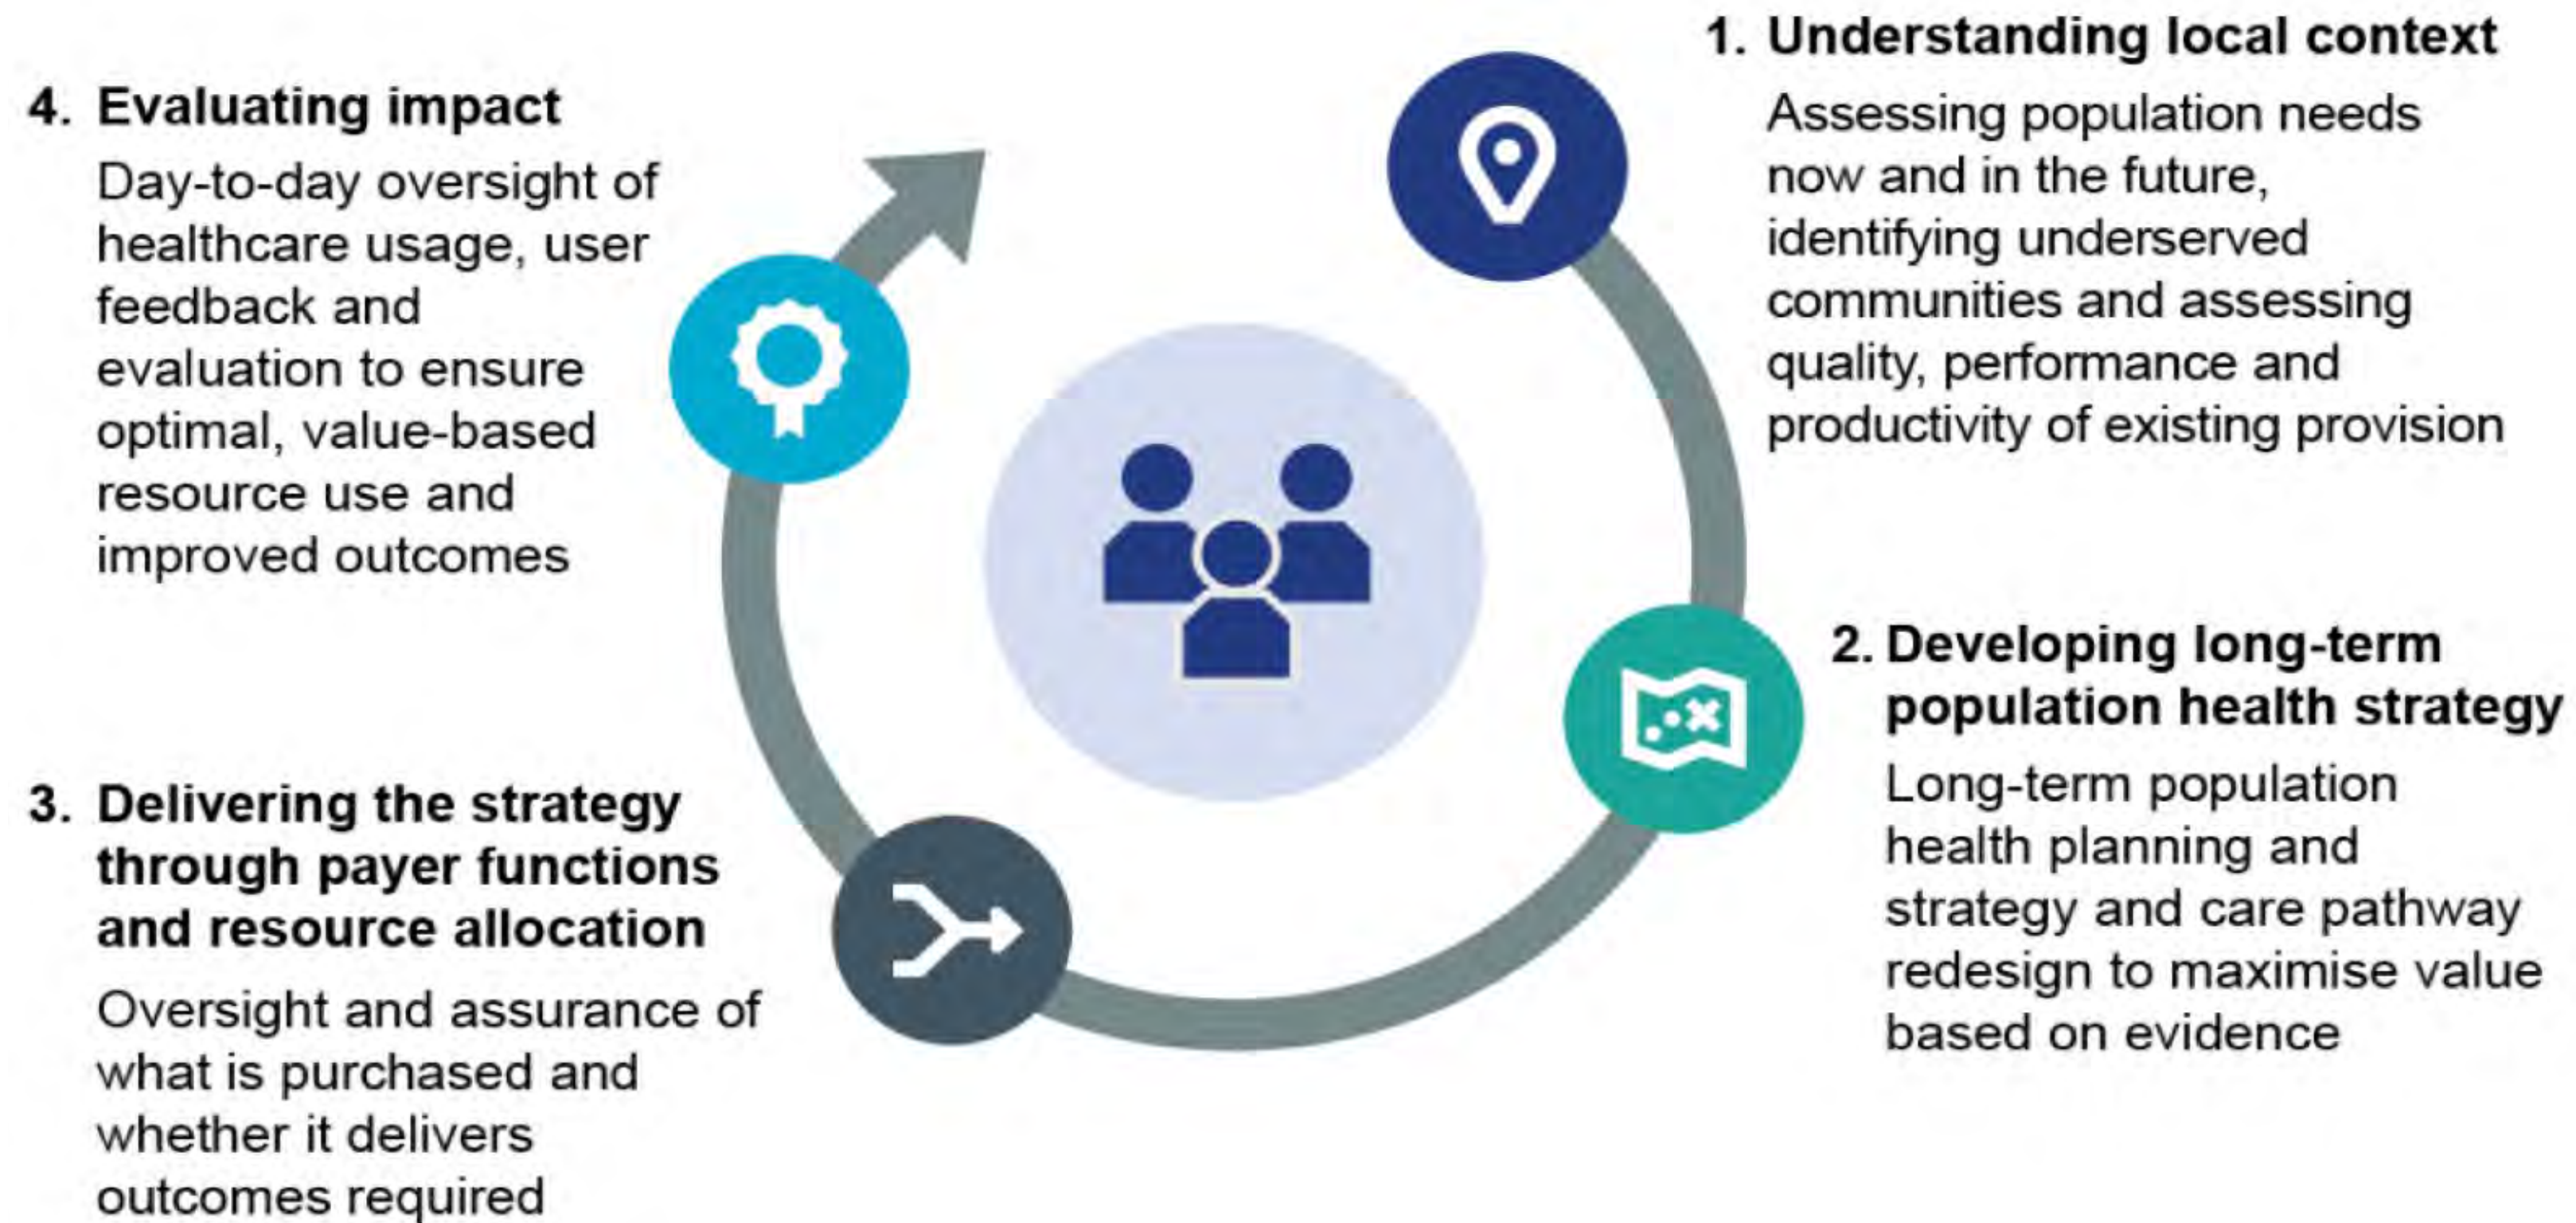 1. Understanding local context
Assessing population needs
now and in the future,
identifying underserved
communities and assessing
quality, performance and
productivity of existing provision
2. Developing long-term
population health strategy
Long-term population
health planning and
strategy and care pathway
redesign to maximise value
based on evidence
3. Delivering the strategy
through payer functions
and resource allocation
Oversight and assurance of
what is purchased and
whether it delivers
outcomes required
4. Evaluating impact
Day-to-day oversight of
healthcare usage, user
feedback and
evaluation to ensure
optimal, value-based
resource use and
improved outcomes